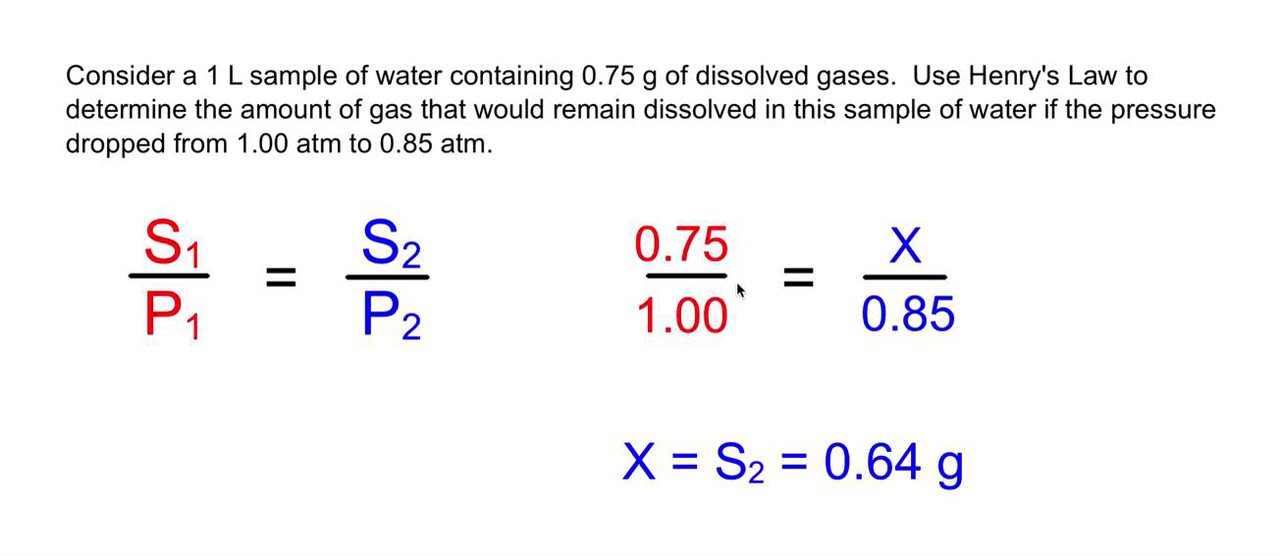 Consider a 1 L sample of water containing 0.75 g of dissolved gases.  Use Henry's Law to
determine the amount of gas that would remain dissolved in this sample of water if the pressure
dropped from 1.00 atm to 0.85 atm.
S₁ = S₂
P₁ P₂
0.75 = X
1.00 0.85
X = S₂ = 0.64 g